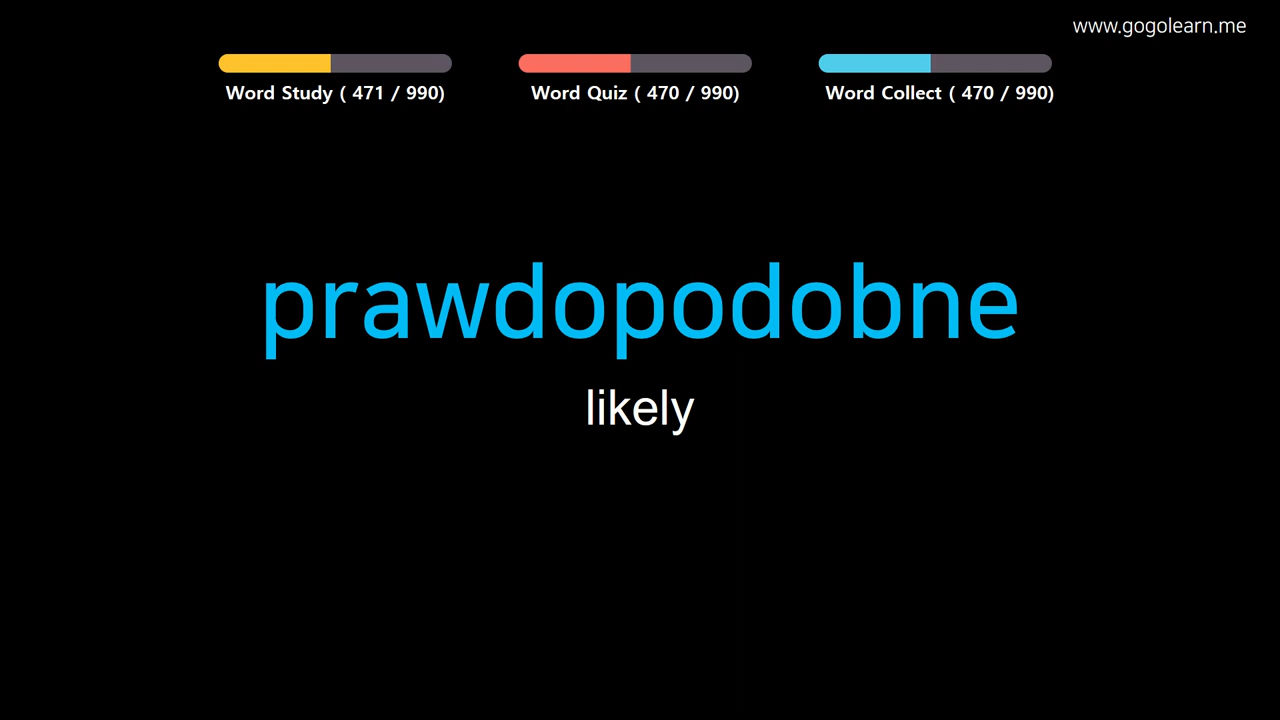 www.gogolearn.me
Word Study ( 471 / 990)
Word Quiz ( 470 / 990)
Word Collect ( 470 / 990)
prawdopodobne
likely